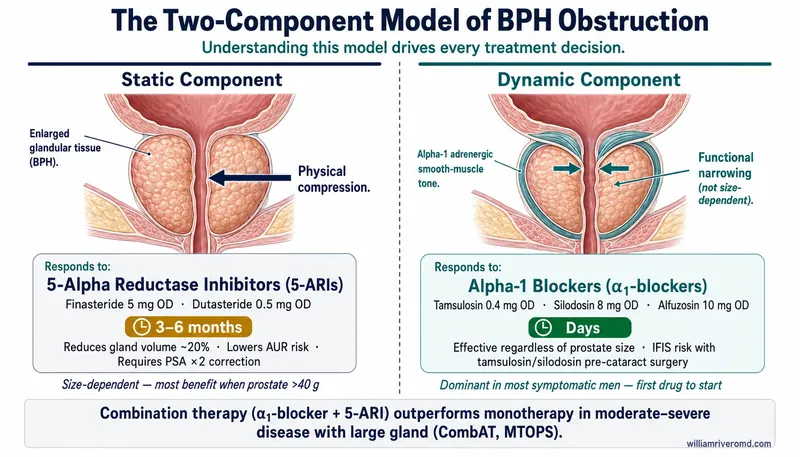 The Two-Component Model of BPH Obstruction
Understanding this model drives every treatment decision.
Static Component
Enlarged
glandular tissue
(BPH).
Physical
compression.
Responds to:
5-Alpha Reductase Inhibitors (5-ARIs)
Finasteride 5 mg OD · Dutasteride 0.5 mg OD
3–6 months
Reduces gland volume ~20% · Lowers AUR risk ·
Requires PSA ×2 correction
Size-dependent — most benefit when prostate >40 g
Dynamic Component
Alpha-1 adrenergic
smooth-muscle
tone.
Functional
narrowing
(not size-
dependent).
Responds to:
Alpha-1 Blockers (α₁-blockers)
Tamsulosin 0.4 mg OD · Silodosin 8 mg OD · Alfuzosin 10 mg OD
Days
Effective regardless of prostate size · IFIS risk with
tamsulosin/silodosin pre-cataract surgery
Dominant in most symptomatic men — first drug to start
Combination therapy (α₁-blocker + 5-ARI) outperforms monotherapy in moderate–severe
disease with large gland (CombAT, MTOPS).
williamriveromd.com